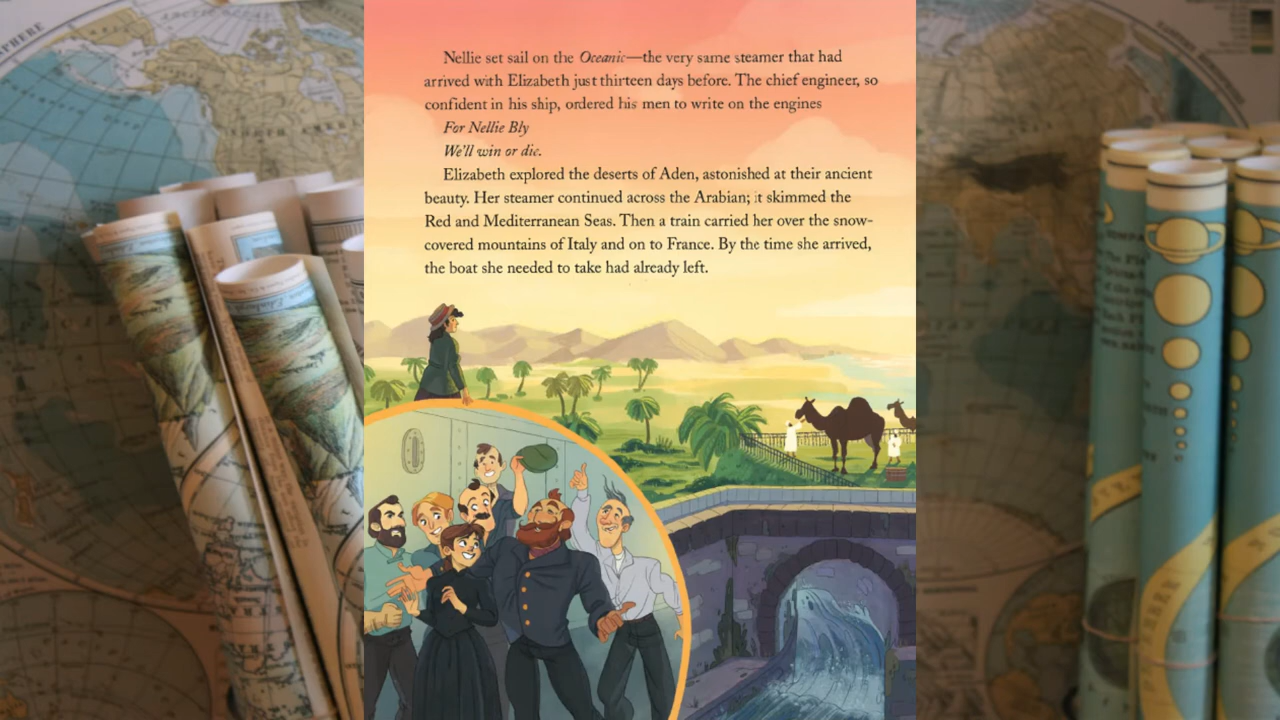 Nellie set sail on the Oceanic—the very same steamer that had
arrived with Elizabeth just thirteen days before. The chief engineer, so
confident in his ship, ordered his men to write on the engines
For Nellie Bly
We'll win or die.
Elizabeth explored the deserts of Aden, astonished at their ancient
beauty. Her steamer continued across the Arabian; it skimmed the
Red and Mediterranean Seas. Then a train carried her over the snow-
covered mountains of Italy and on to France. By the time she arrived,
the boat she needed to take had already left.